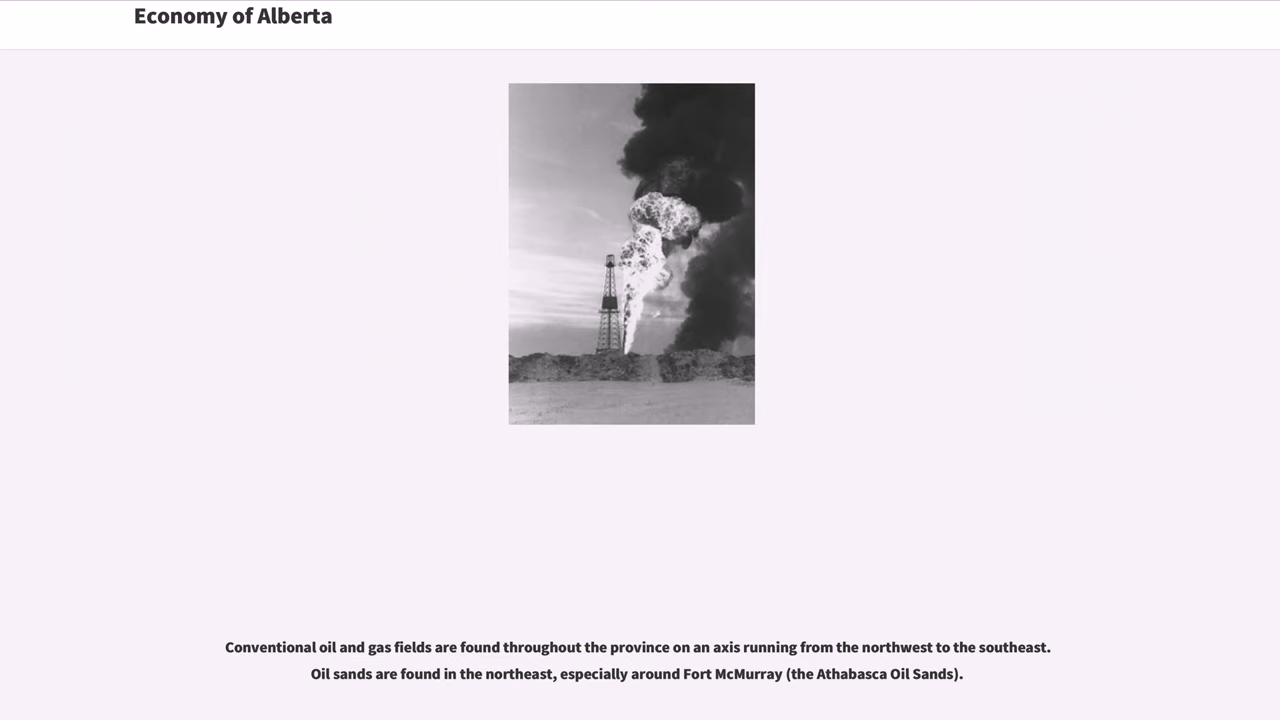 Economy of Alberta
Conventional oil and gas fields are found throughout the province on an axis running from the northwest to the southeast.
Oil sands are found in the northeast, especially around Fort McMurray (the Athabasca Oil Sands).